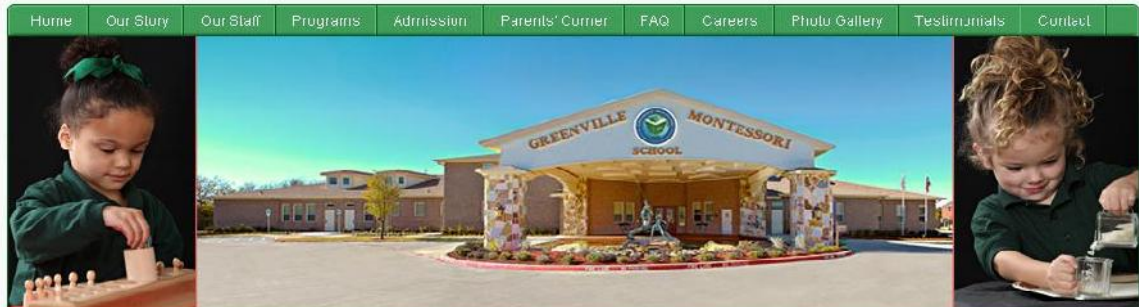 Home Our Story Our Staff Programs Admission Parents' Corner FAQ Careers Photo Gallery Testimonials Contact
GREENVILLE MONTESSORI
SCHOOL